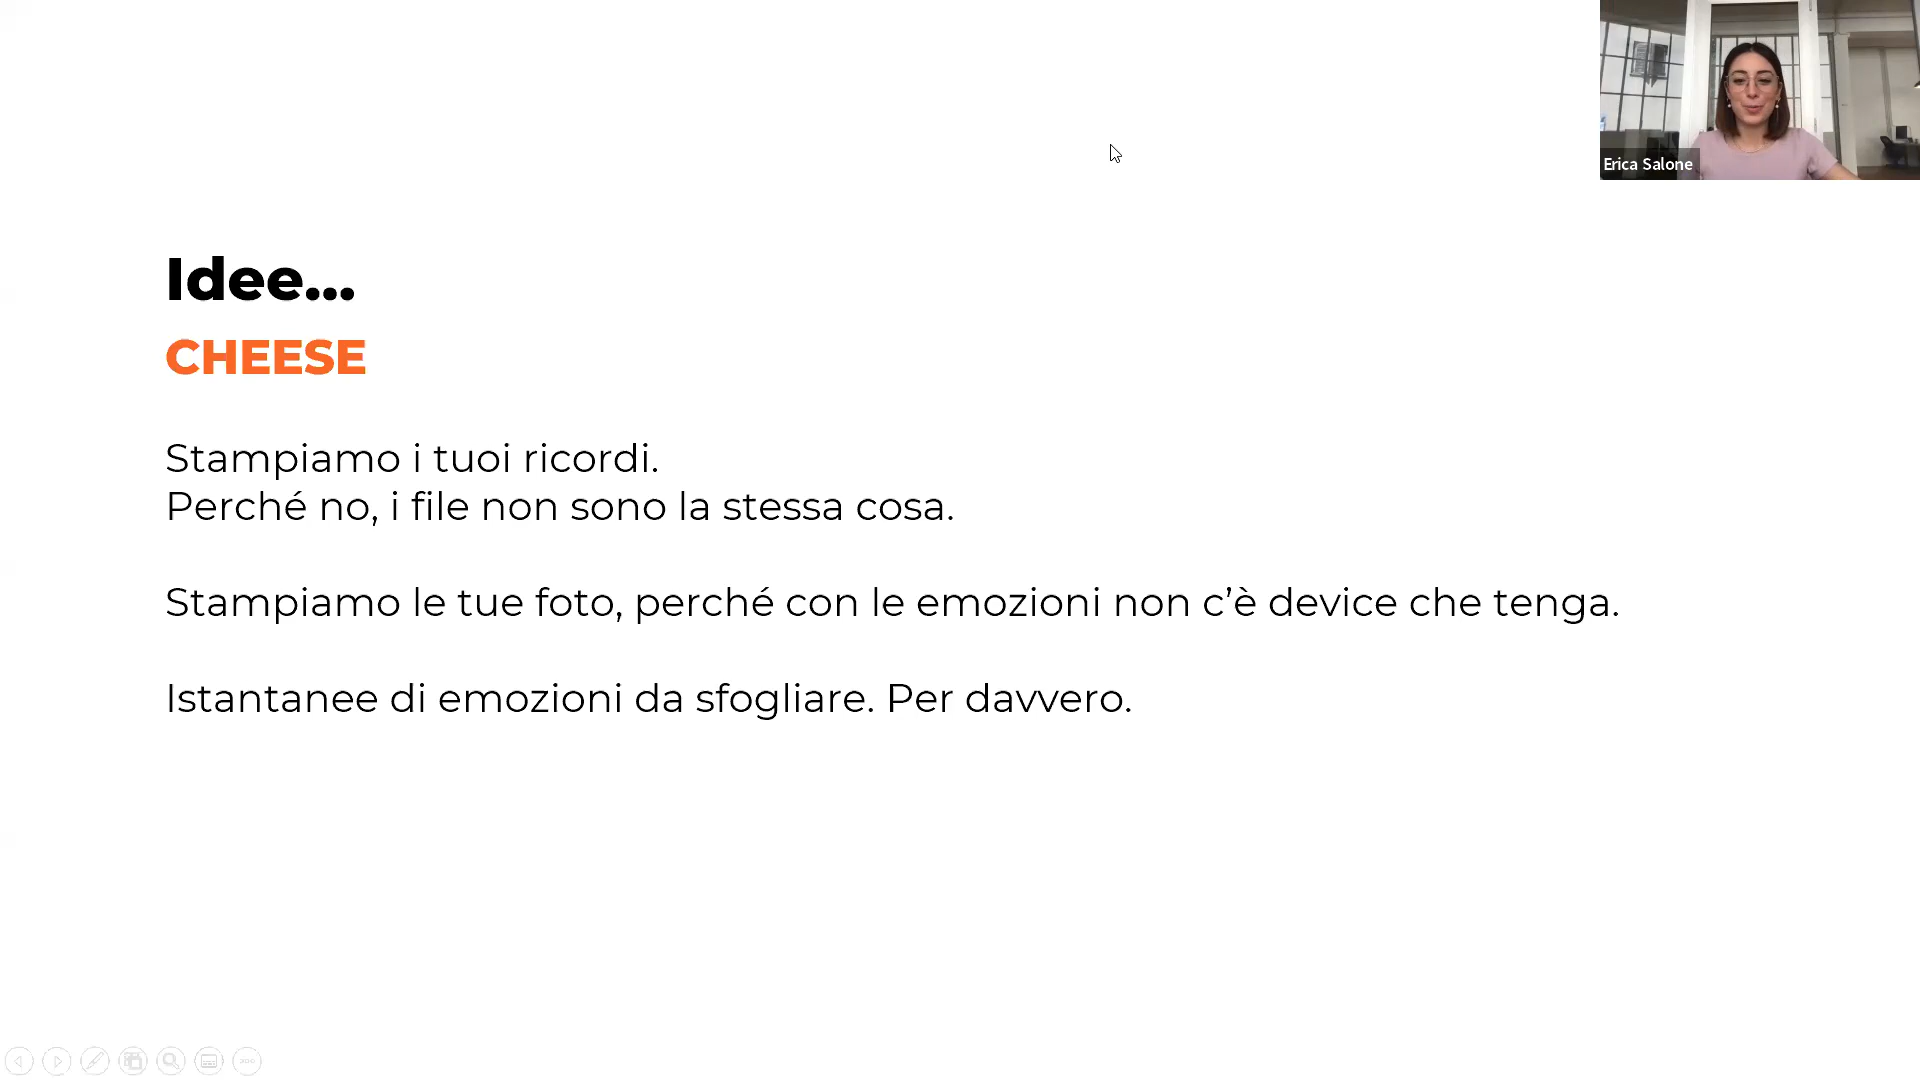 Erica Salone
Idee...
CHEESE
Stampiamo i tuoi ricordi.
Perché no, i file non sono la stessa cosa.
Stampiamo le tue foto, perché con le emozioni non c’è device che tenga.
Istantanee di emozioni da sfogliare. Per davvero.